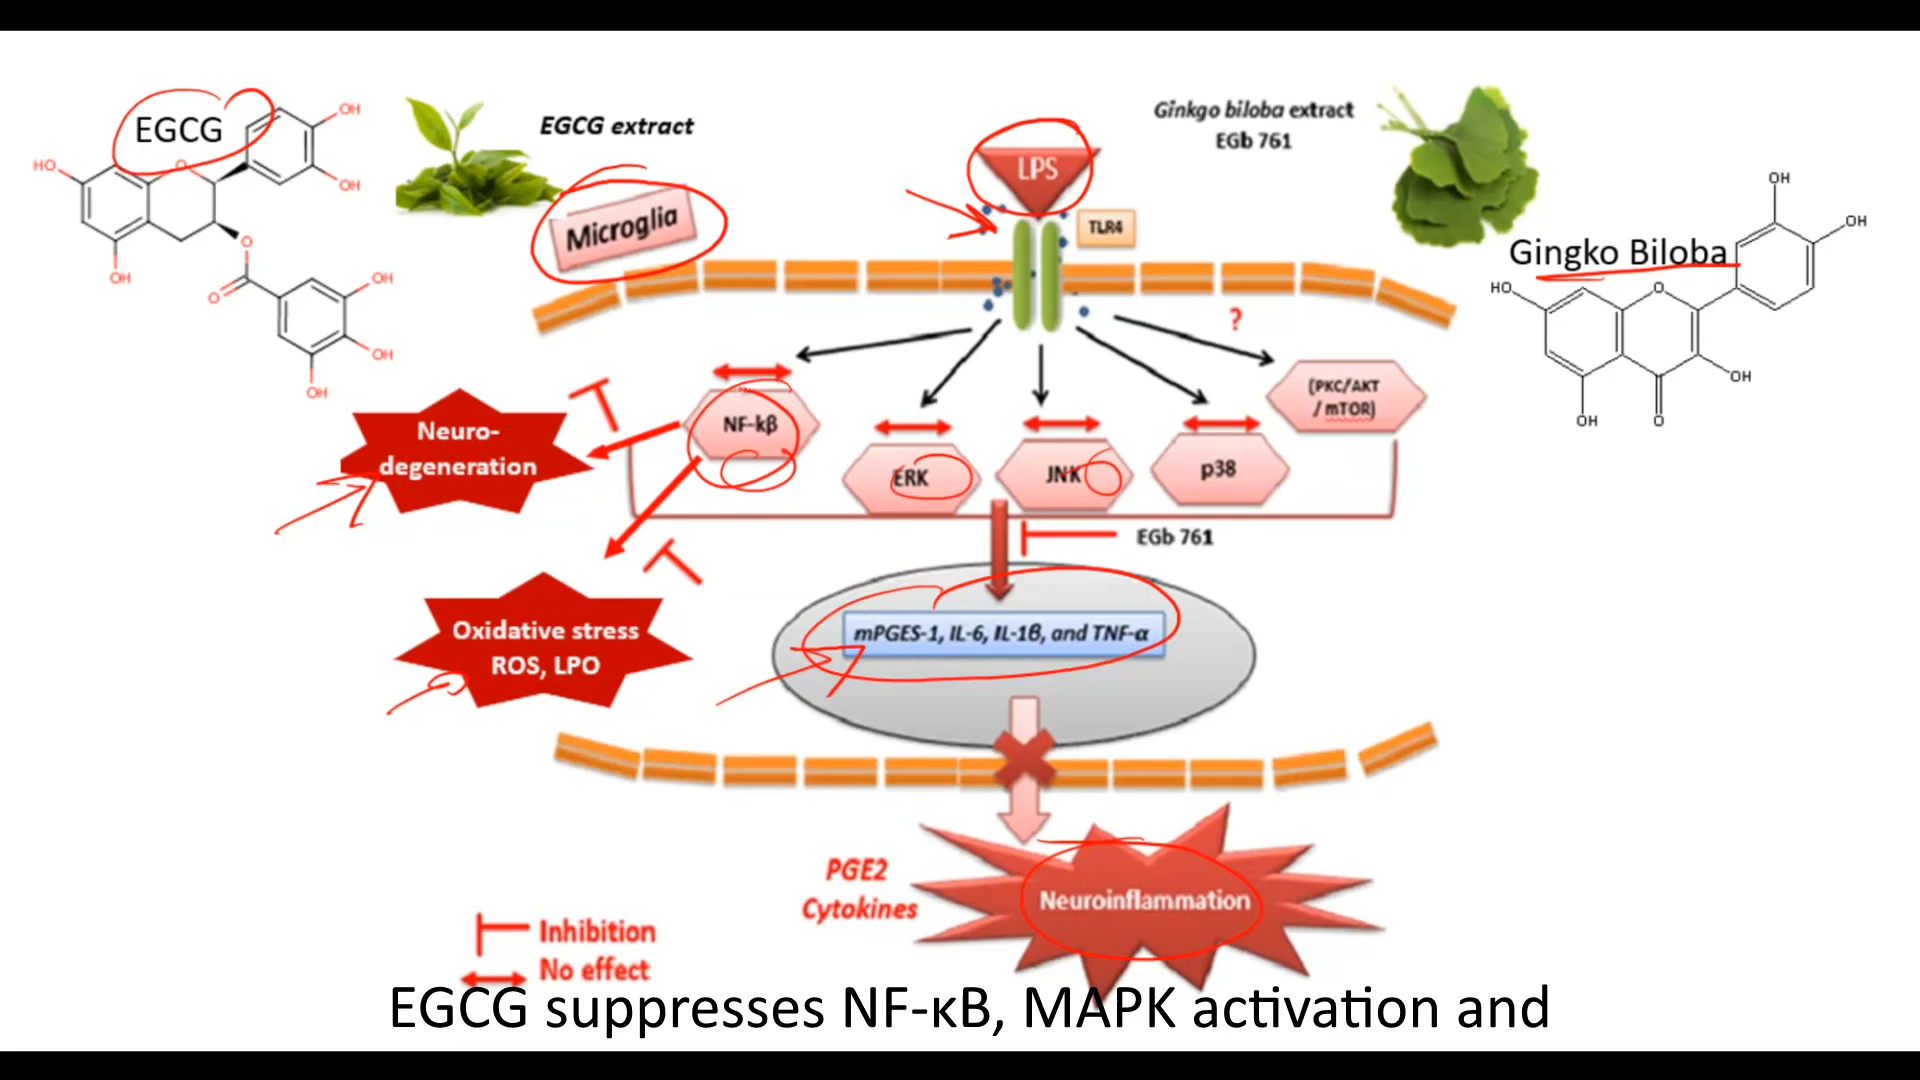 EGCG
OH
OH
HO
OH
O
O
O
OH
OH
OH
EGCG extract
Microglia
LPS
TLR4
Ginkgo biloba extract
EGb 761
Gingko Biloba
OH
OH
HO
O
OH
OH
O
?
NF-kβ
ERK
JNK
p38
(PKC/AKT
/ mTOR)
Neuro-
degeneration
EGb 761
Oxidative stress
ROS, LPO
mPGES-1, IL-6, IL-1β, and TNF-α
PGE2
Cytokines
Neuroinflammation
Inhibition
No effect
EGCG suppresses NF-κB, MAPK activation and